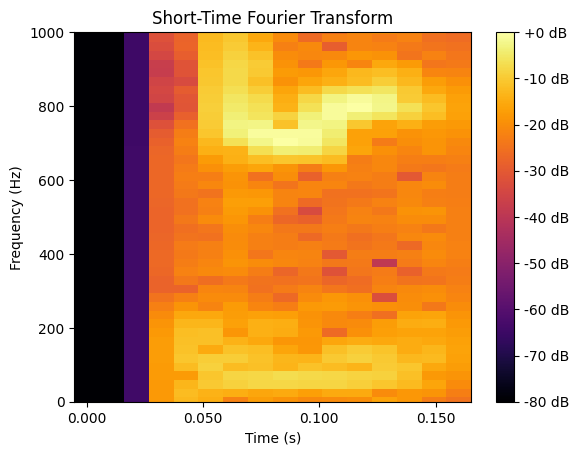 Short-Time Fourier Transform
1000
800
600
400
200
0
Frequency (Hz)
0.000
0.050
0.100
0.150
Time (s)
+0 dB
-10 dB
-20 dB
-30 dB
-40 dB
-50 dB
-60 dB
-70 dB
-80 dB